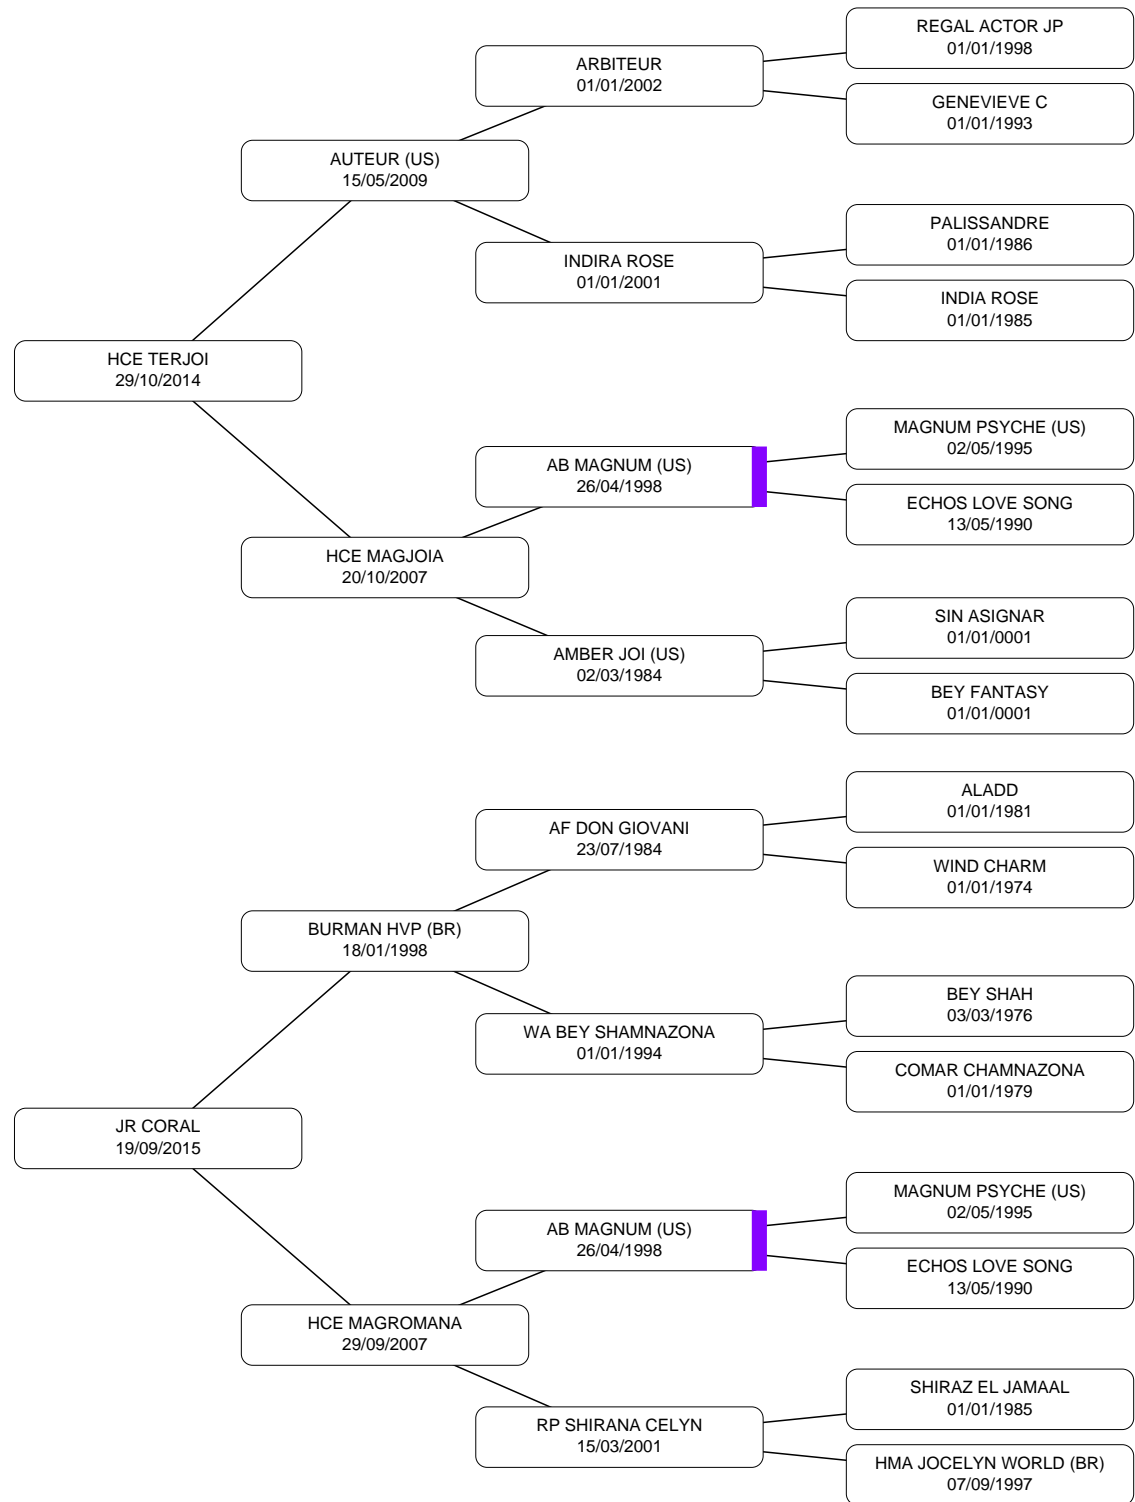 REGAL ACTOR JP
01/01/1998
ARBITEUR
01/01/2002
GENEVIEVE C
01/01/1993
AUTEUR (US)
15/05/2009
PALISSANDRE
01/01/1986
INDIRA ROSE
01/01/2001
INDIA ROSE
01/01/1985
HCE TERJOI
29/10/2014
MAGNUM PSYCHE (US)
02/05/1995
AB MAGNUM (US)
26/04/1998
ECHOS LOVE SONG
13/05/1990
HCE MAGJOIA
20/10/2007
SIN ASIGNAR
01/01/0001
AMBER JOI (US)
02/03/1984
BEY FANTASY
01/01/0001
ALADD
01/01/1981
AF DON GIOVANI
23/07/1984
WIND CHARM
01/01/1974
BURMAN HVP (BR)
18/01/1998
BEY SHAH
03/03/1976
WA BEY SHAMNAZONA
01/01/1994
COMAR CHAMNAZONA
01/01/1979
JR CORAL
19/09/2015
MAGNUM PSYCHE (US)
02/05/1995
AB MAGNUM (US)
26/04/1998
ECHOS LOVE SONG
13/05/1990
HCE MAGROMANA
29/09/2007
SHIRAZ EL JAMAAL
01/01/1985
RP SHIRANA CELYN
15/03/2001
HMA JOCELYN WORLD (BR)
07/09/1997